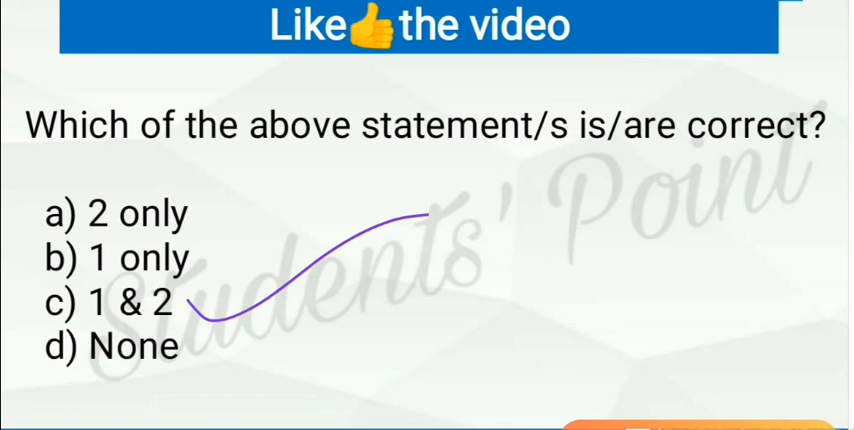 Like👍the video
Which of the above statement/s is/are correct?
Students' Point
a) 2 only
b) 1 only
c) 1 & 2
d) None